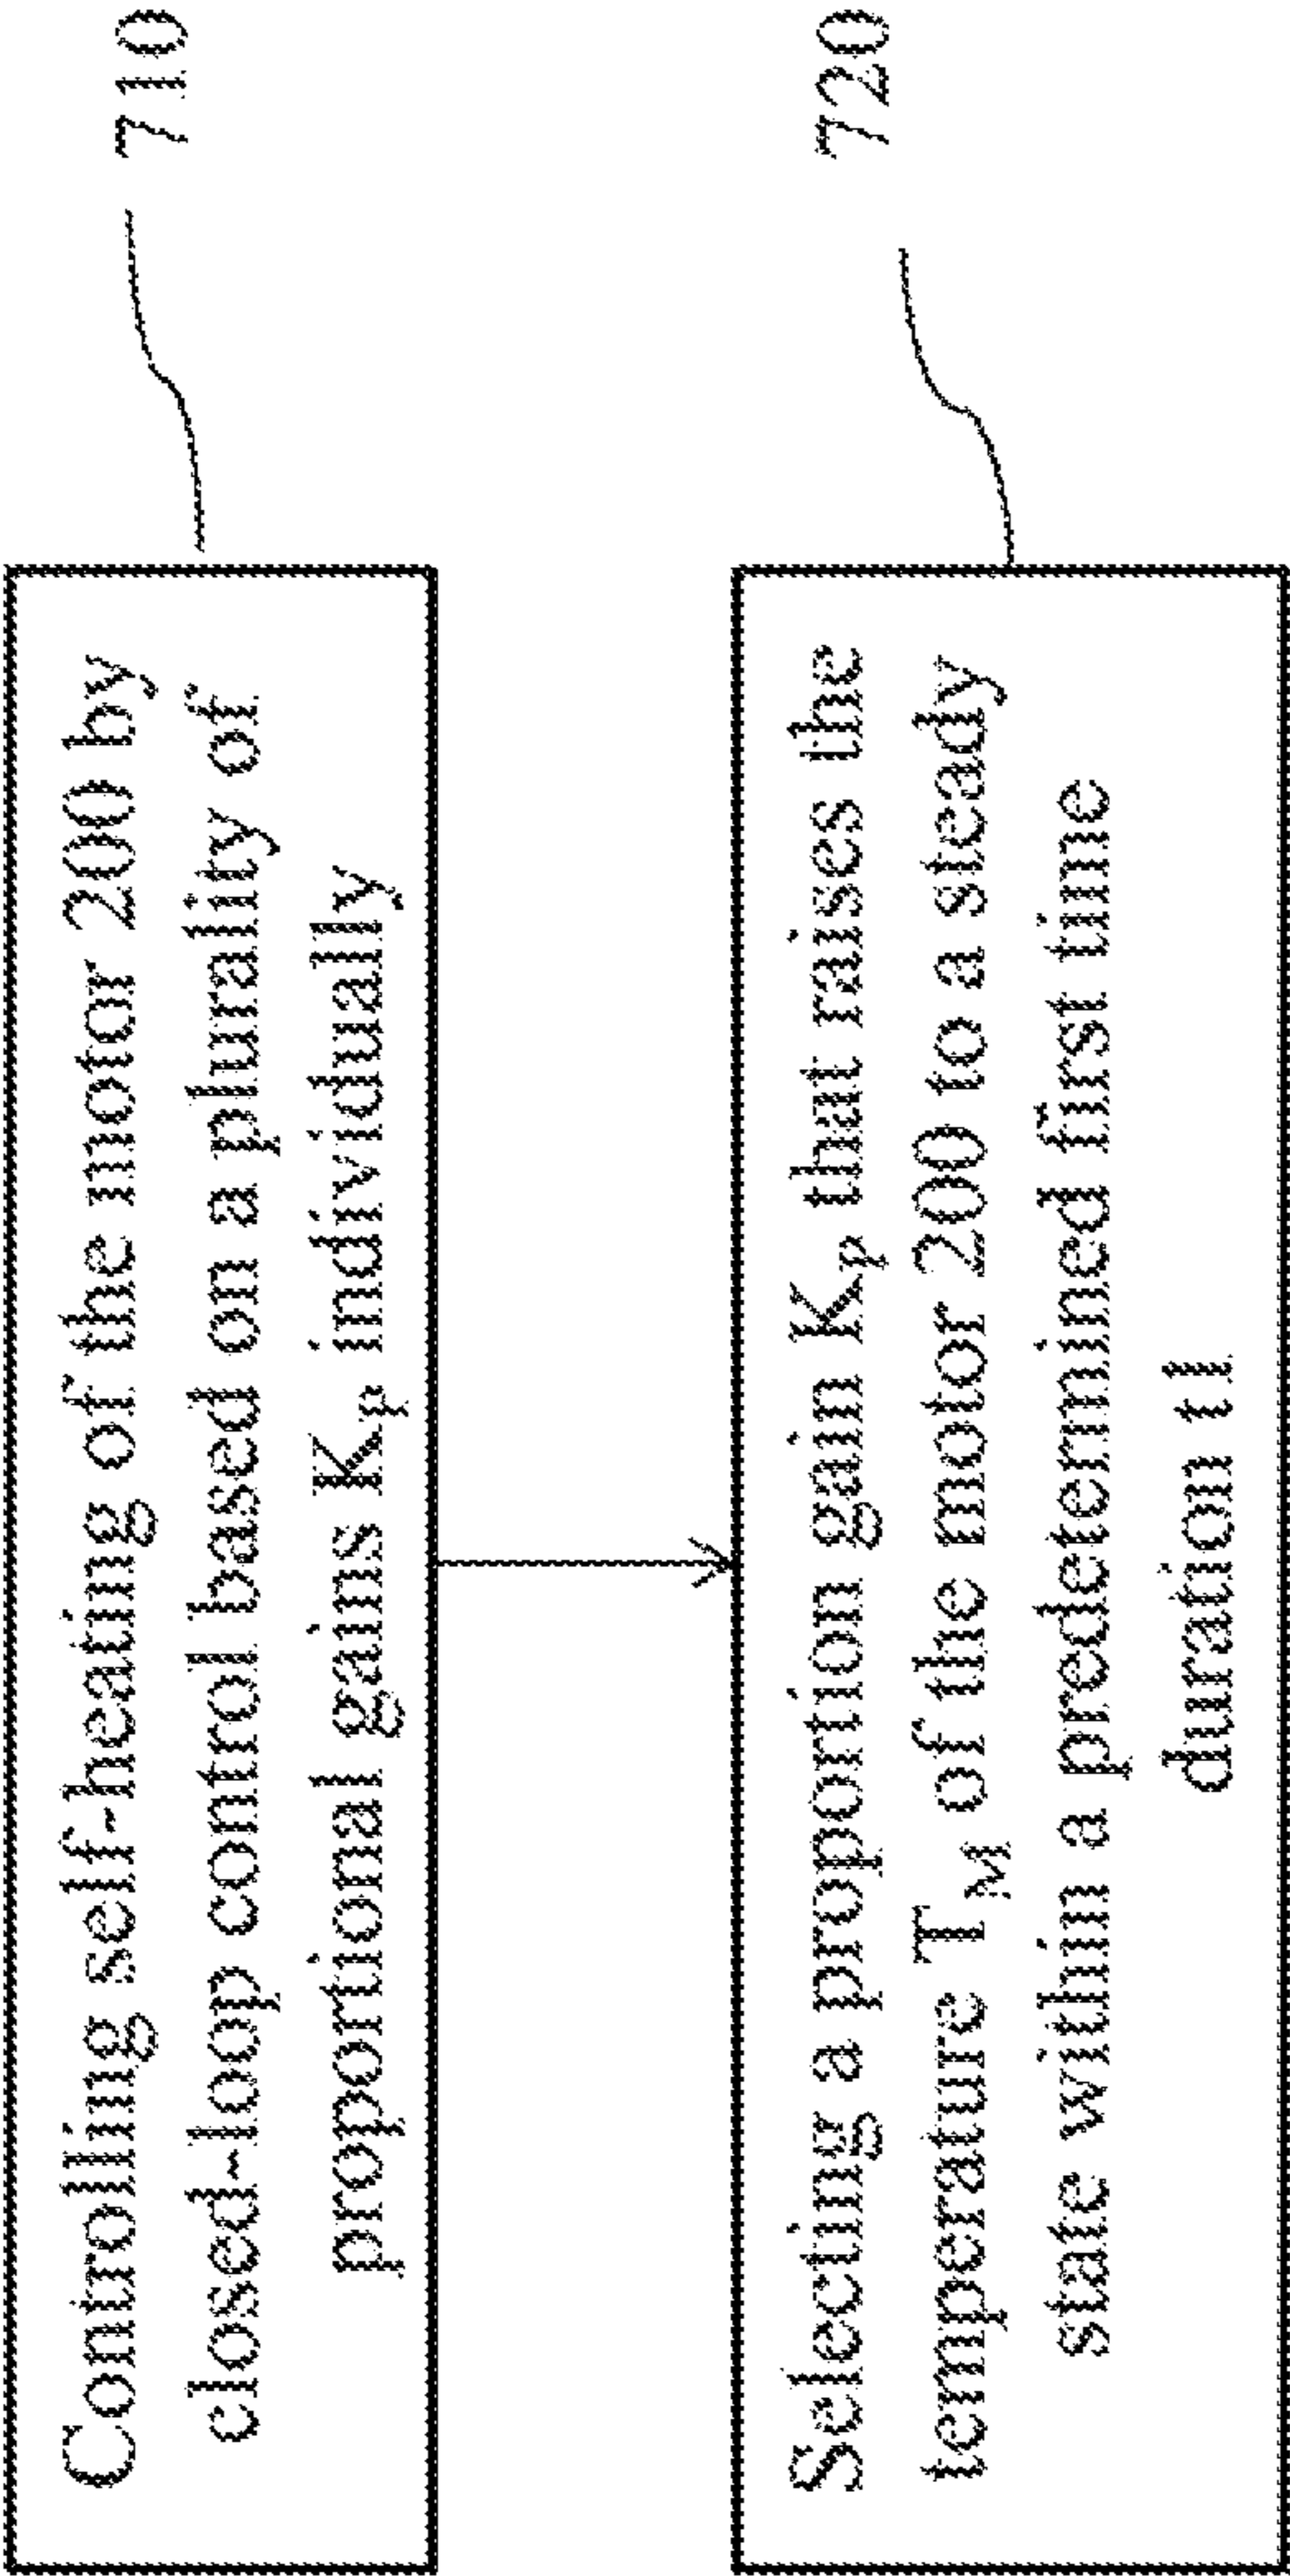 Controlling self-heating of the motor 200 by
closed-loop control based on a plurality of
proportional gains Kp individually
710
Selecting a proportion gain Kp that raises the
temperature TM of the motor 200 to a steady
state within a predetermined first time
duration t1
720